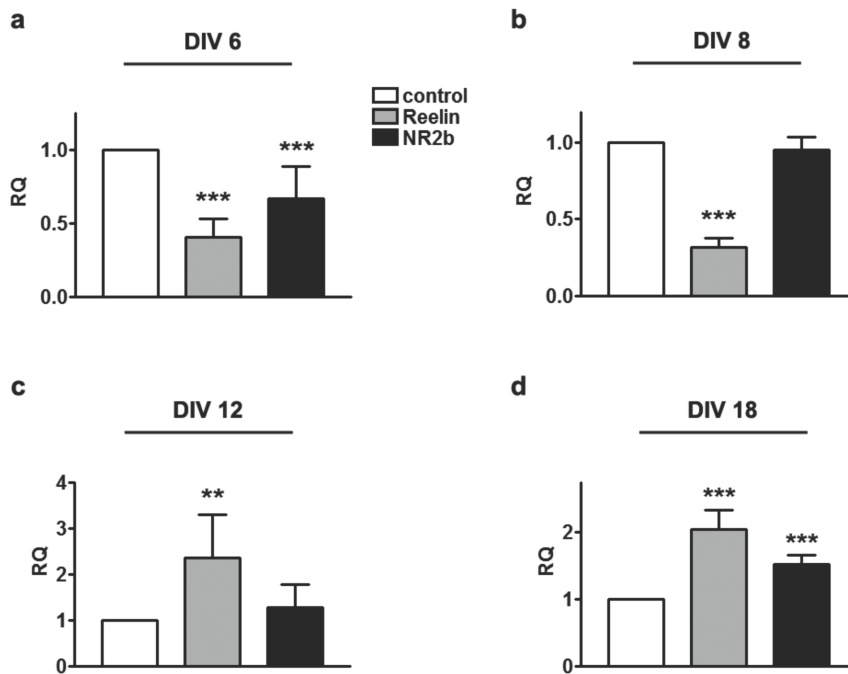 a
DIV 6
1.0
0.5
0.0
RQ
***
***
control
Reelin
NR2b
b
DIV 8
1.0
0.5
0.0
RQ
***
c
DIV 12
4
3
2
1
0
RQ
**
d
DIV 18
2
1
0
RQ
***
***